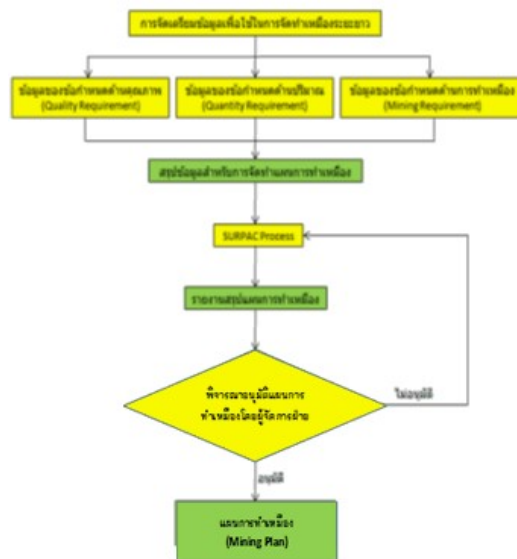 การจัดเตรียมข้อมูลเพื่อใช้ในการจัดทำเหมืองระยะยาว
ข้อมูลของข้อกำหนดด้านคุณภาพ
(Quality Requirement)
ข้อมูลของข้อกำหนดด้านปริมาณ
(Quantity Requirement)
ข้อมูลของข้อกำหนดด้านการทำเหมือง
(Mining Requirement)
สรุปข้อมูลสำหรับการจัดทำแผนการทำเหมือง
SURPAC Process
รายงานสรุปแผนการทำเหมือง
พิจารณาอนุมัติแผนการ
ทำเหมืองโดยผู้จัดการฝ่าย
ไม่อนุมัติ
อนุมัติ
แผนการทำเหมือง
(Mining Plan)